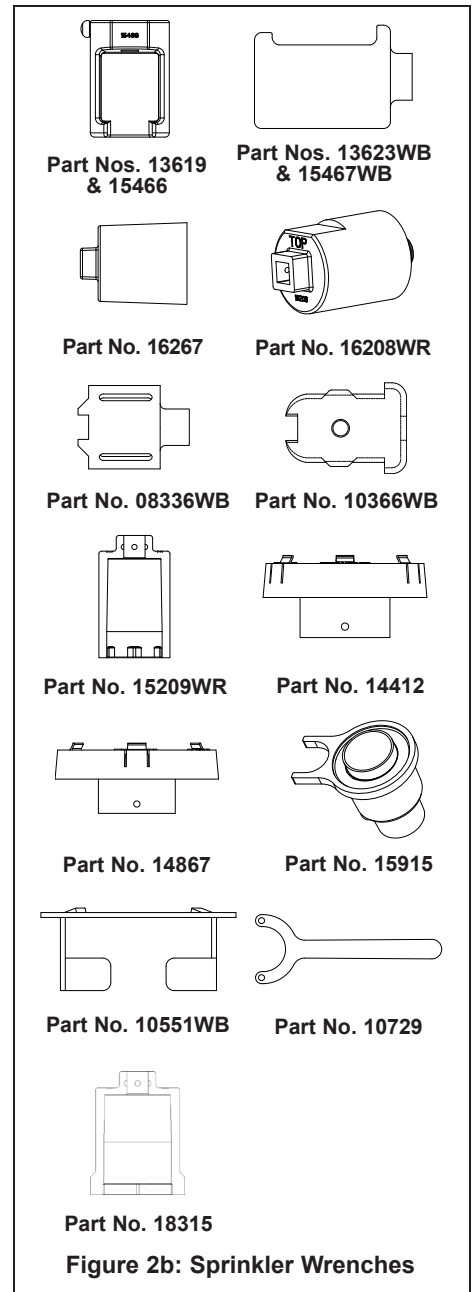 15466
Part Nos. 13619
& 15466
Part Nos. 13623WB
& 15467WB
TOP
Part No. 16267
Part No. 16208WR
Part No. 08336WB
Part No. 10366WB
Part No. 15209WR
Part No. 14412
Part No. 14867
Part No. 15915
Part No. 10551WB
Part No. 10729
Part No. 18315
Figure 2b: Sprinkler Wrenches